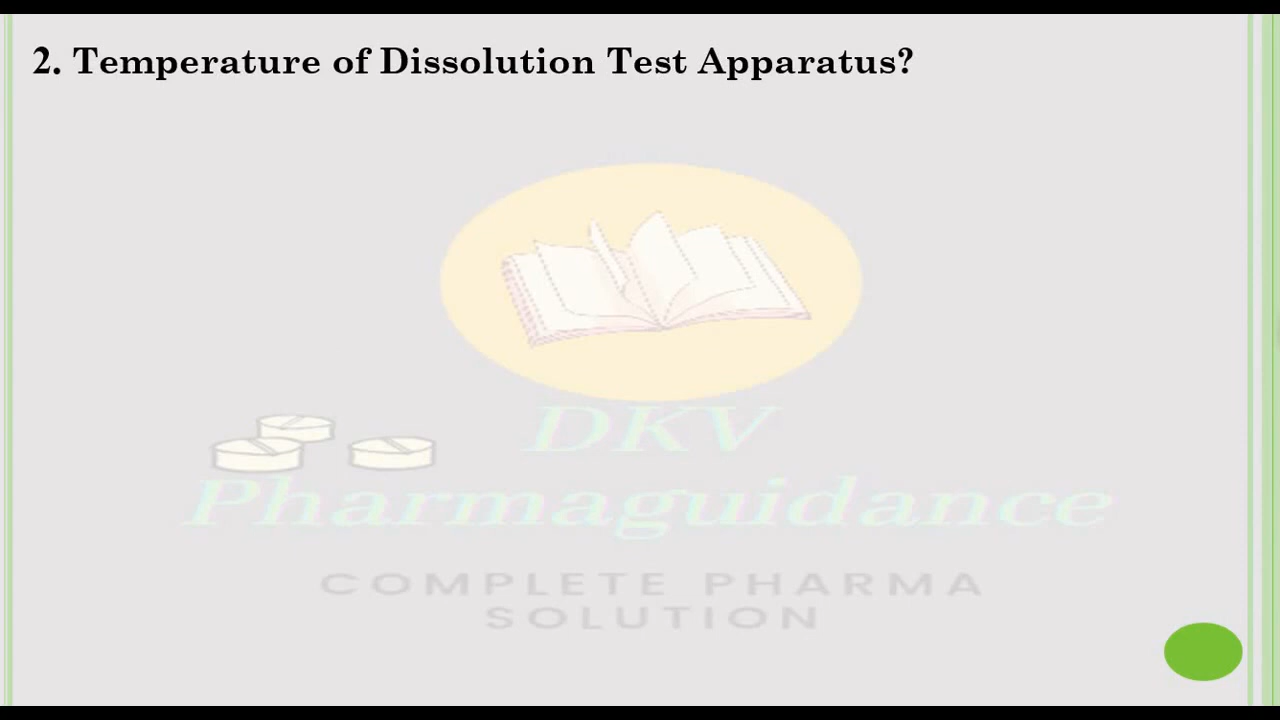 2. Temperature of Dissolution Test Apparatus?
DKV
Pharmaguidance
COMPLETE PHARMA
SOLUTION